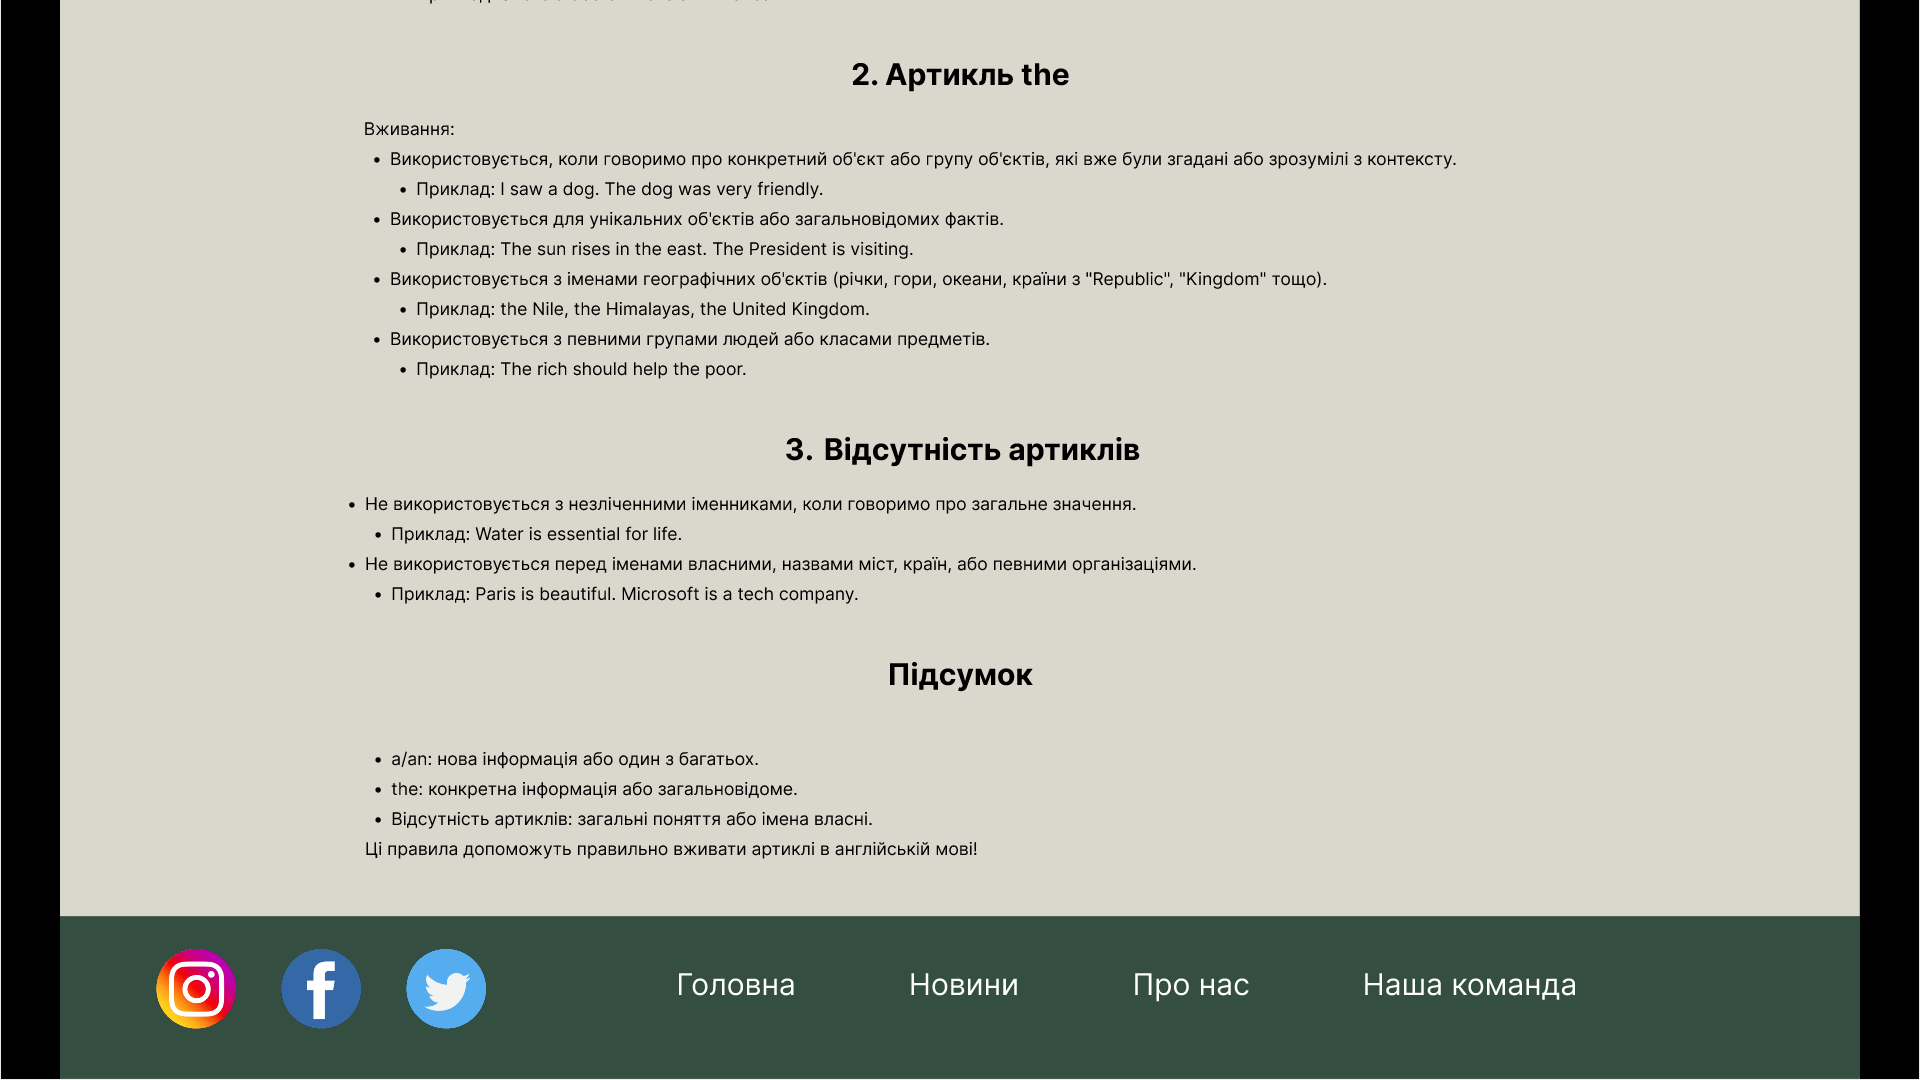 2. Артикль the
Вживання:
• Використовується, коли говоримо про конкретний об'єкт або групу об'єктів, які вже були згадані або зрозумілі з контексту.
• Приклад: I saw a dog. The dog was very friendly.
• Використовується для унікальних об'єктів або загальновідомих фактів.
• Приклад: The sun rises in the east. The President is visiting.
• Використовується з іменами географічних об'єктів (річки, гори, океани, країни з "Republic", "Kingdom" тощо).
• Приклад: the Nile, the Himalayas, the United Kingdom.
• Використовується з певними групами людей або класами предметів.
• Приклад: The rich should help the poor.
3. Відсутність артиклів
• Не використовується з незліченними іменниками, коли говоримо про загальне значення.
• Приклад: Water is essential for life.
• Не використовується перед іменами власними, назвами міст, країн, або певними організаціями.
• Приклад: Paris is beautiful. Microsoft is a tech company.
Підсумок
• a/an: нова інформація або один з багатьох.
• the: конкретна інформація або загальновідоме.
• Відсутність артиклів: загальні поняття або імена власні.
Ці правила допоможуть правильно вживати артиклі в англійській мові!
Головна Новини Про нас Наша команда